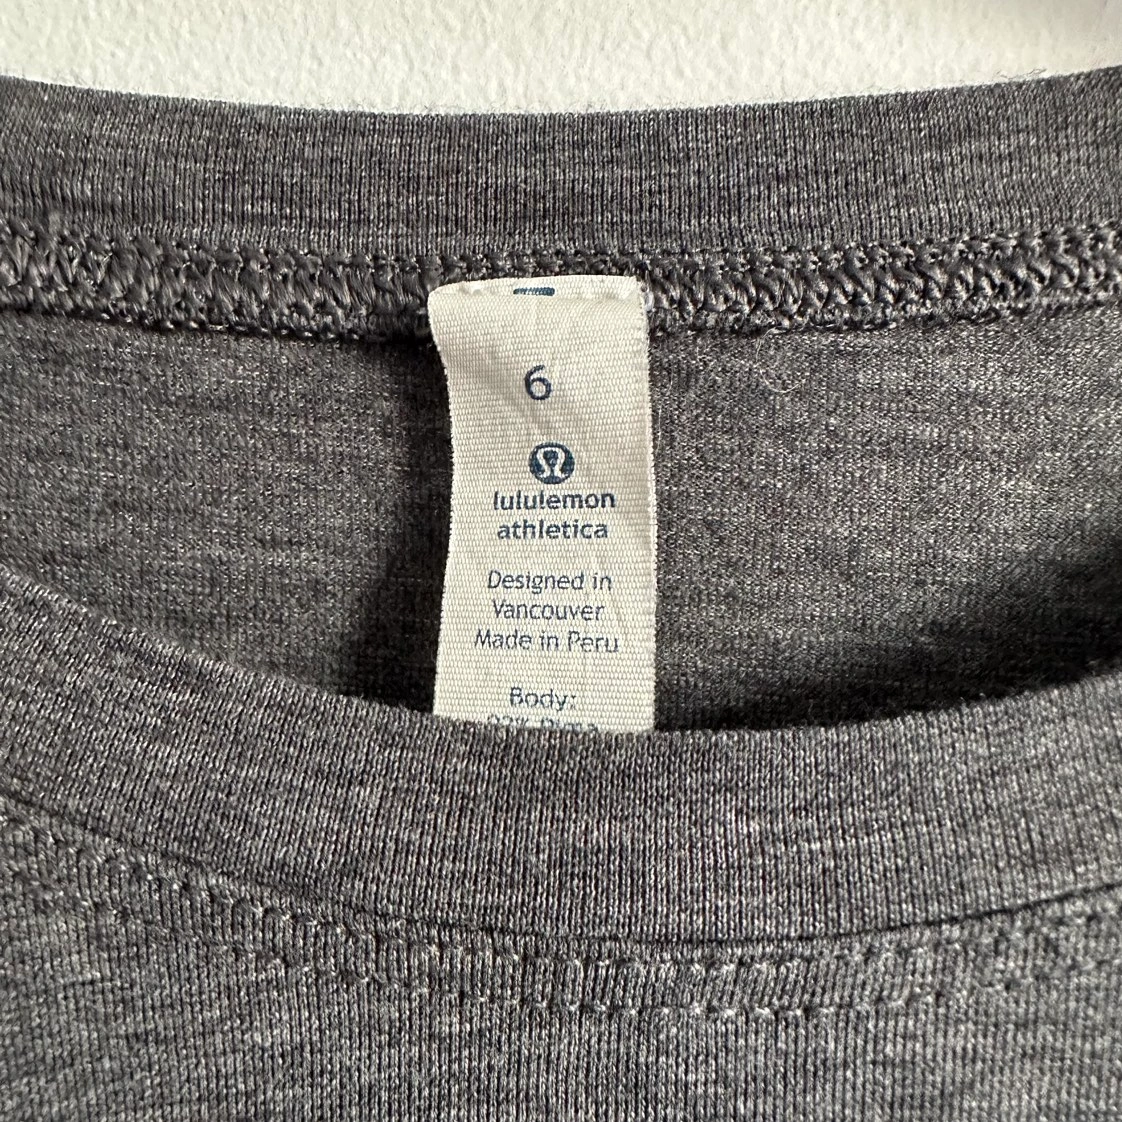 6
lululemon
athletica
Designed in
Vancouver
Made in Peru
Body: